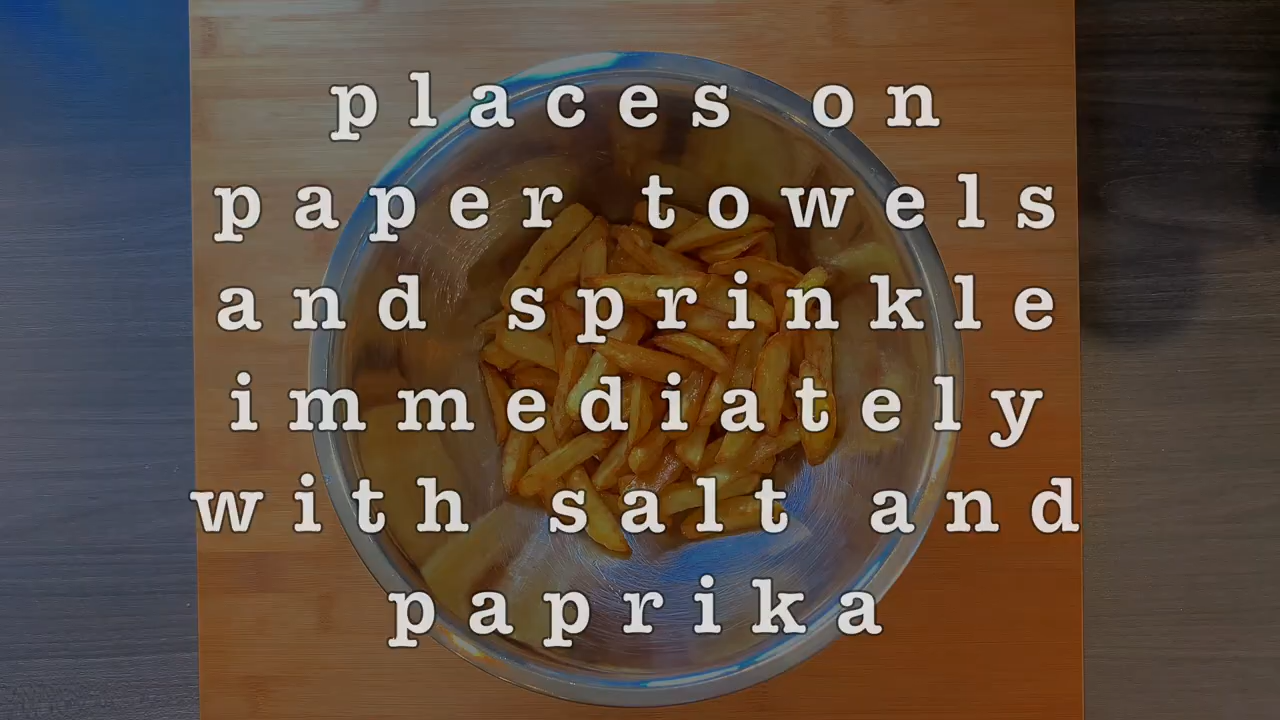 places on
paper towels
and sprinkle
immediately
with salt and
paprika